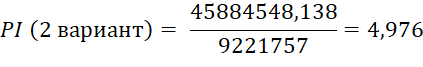 PI (2 вариант) = 45884548,138 / 9221757 = 4,976